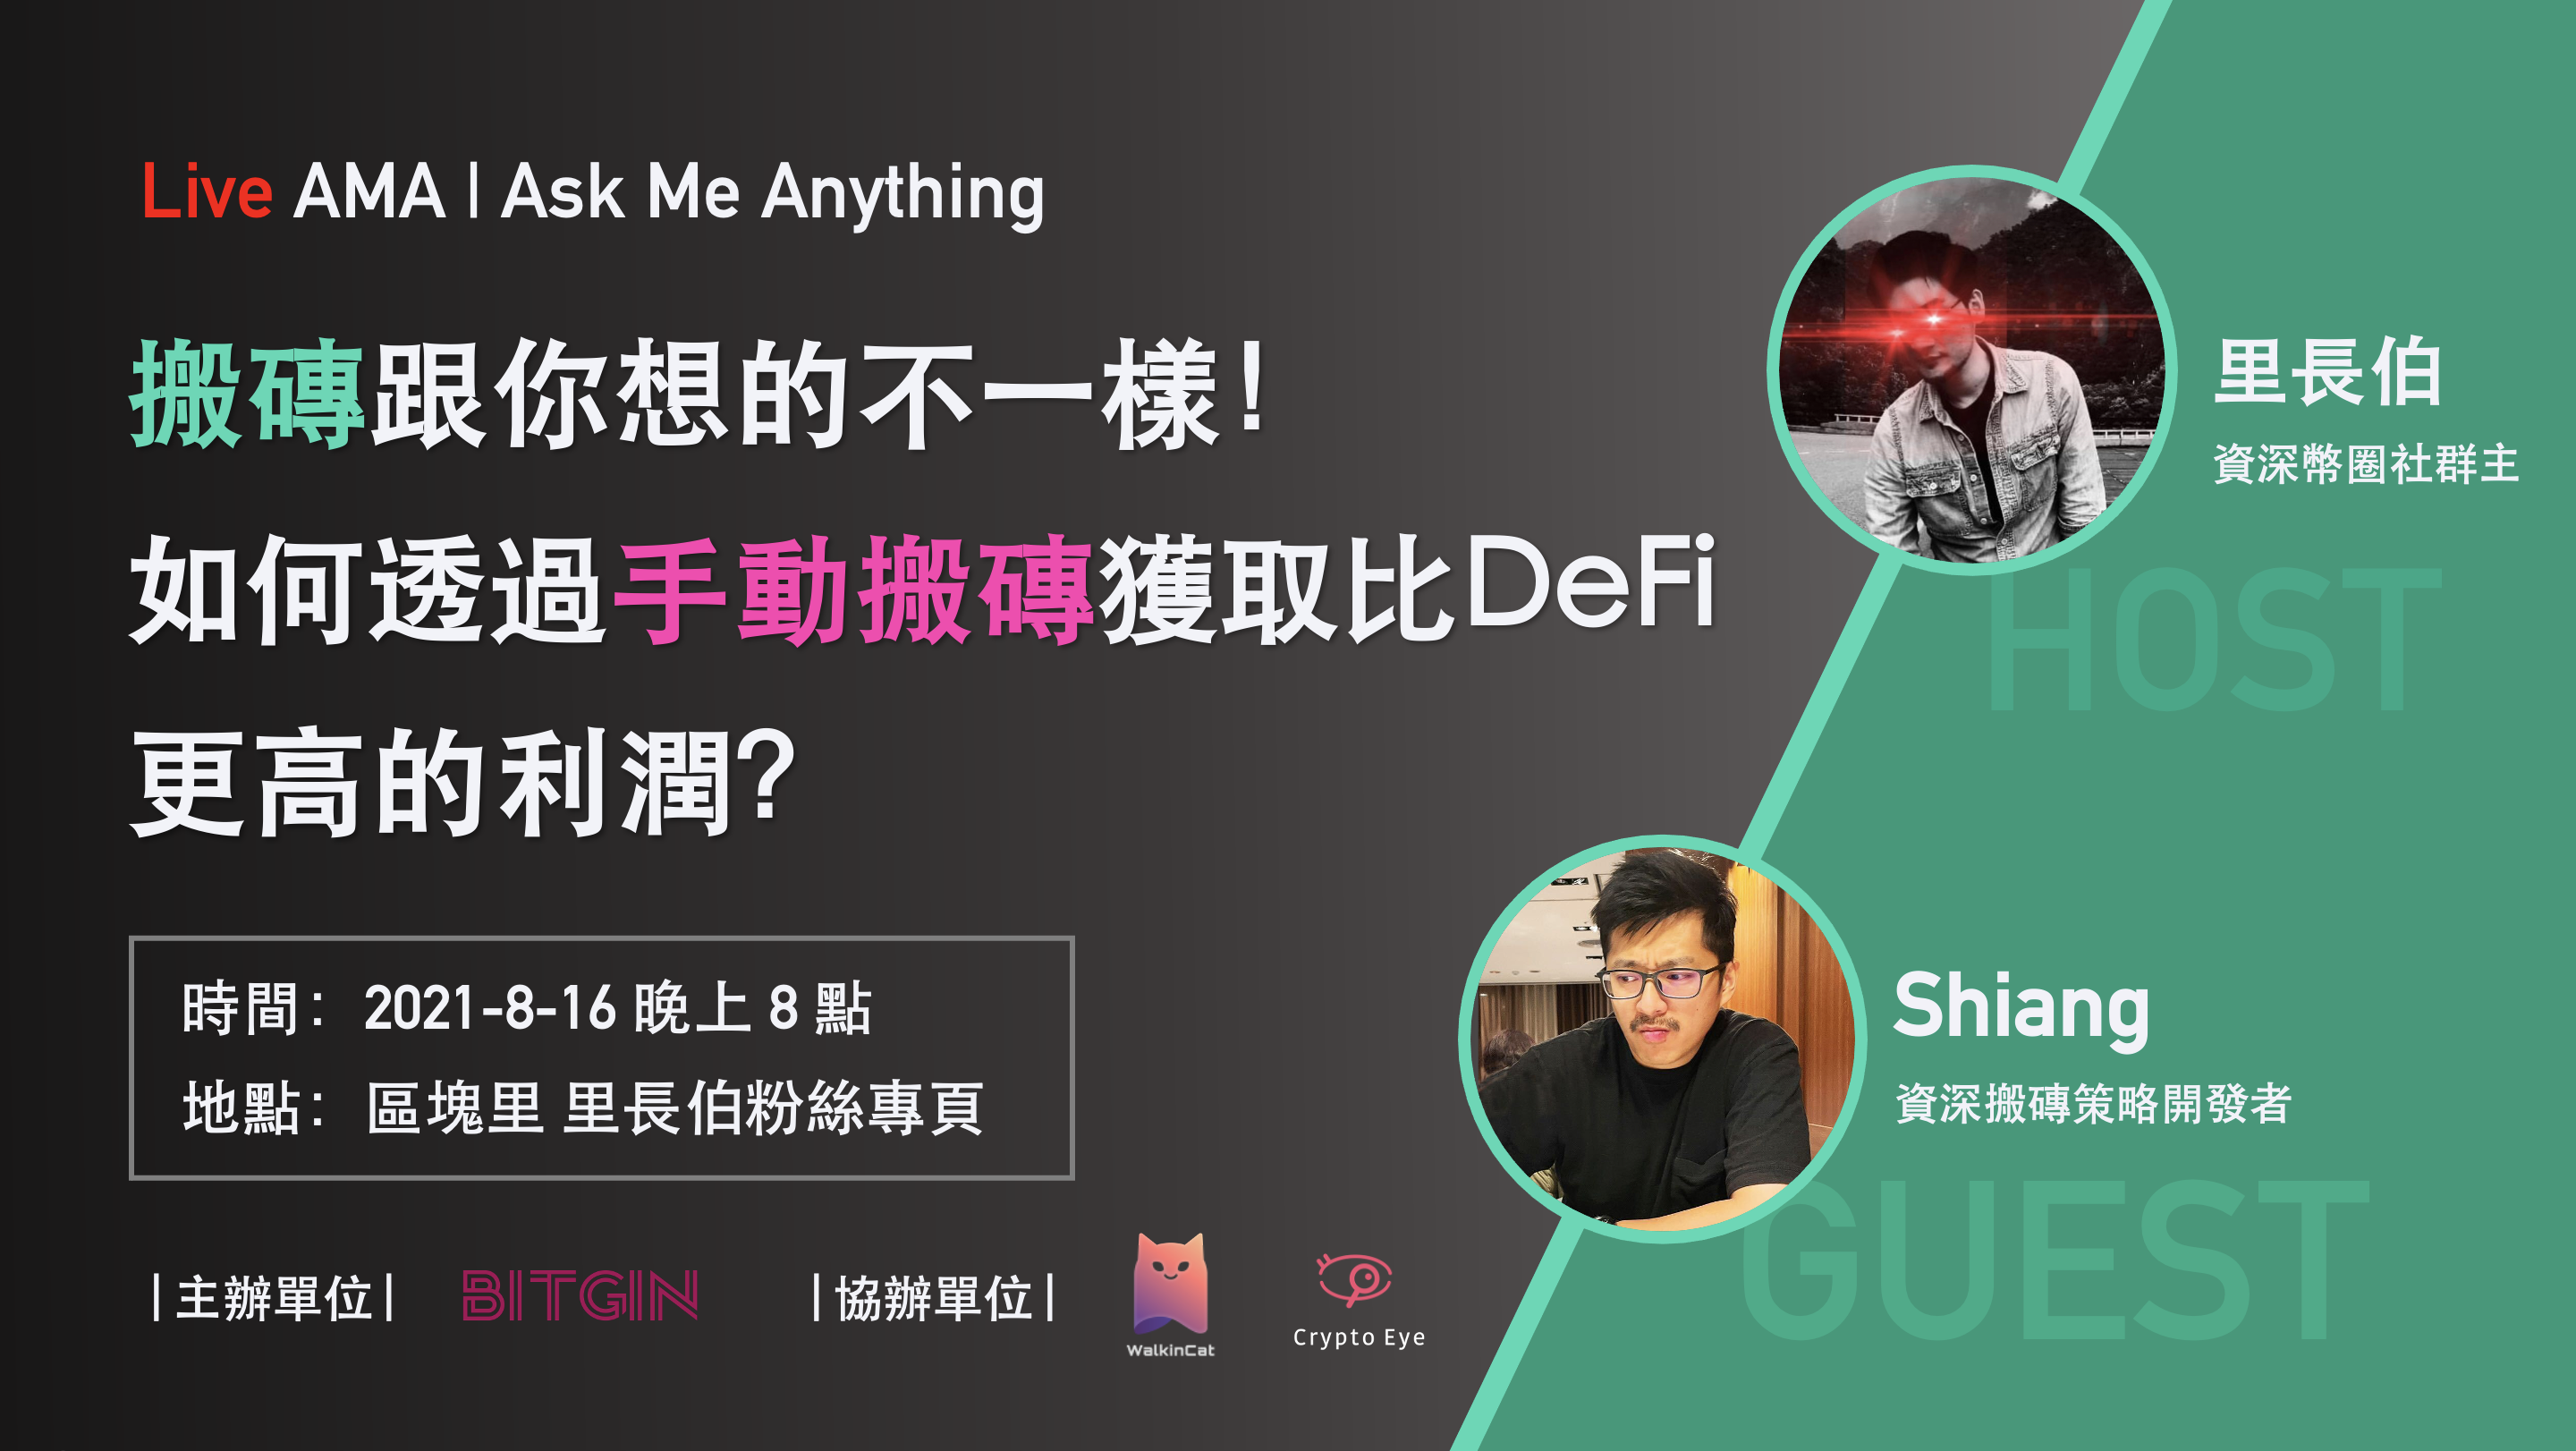 Live AMA | Ask Me Anything
搬磚跟你想的不一樣！
如何透過手動搬磚獲取比DeFi
更高的利潤?
時間：2021-8-16 晚上 8 點
地點：區塊里 里長伯粉絲專頁
|主辦單位| BITGIN |協辦單位|
WalkinCat
Crypto Eye
里長伯
資深幣圈社群主
HOST
Shiang
資深搬磚策略開發者
GUEST